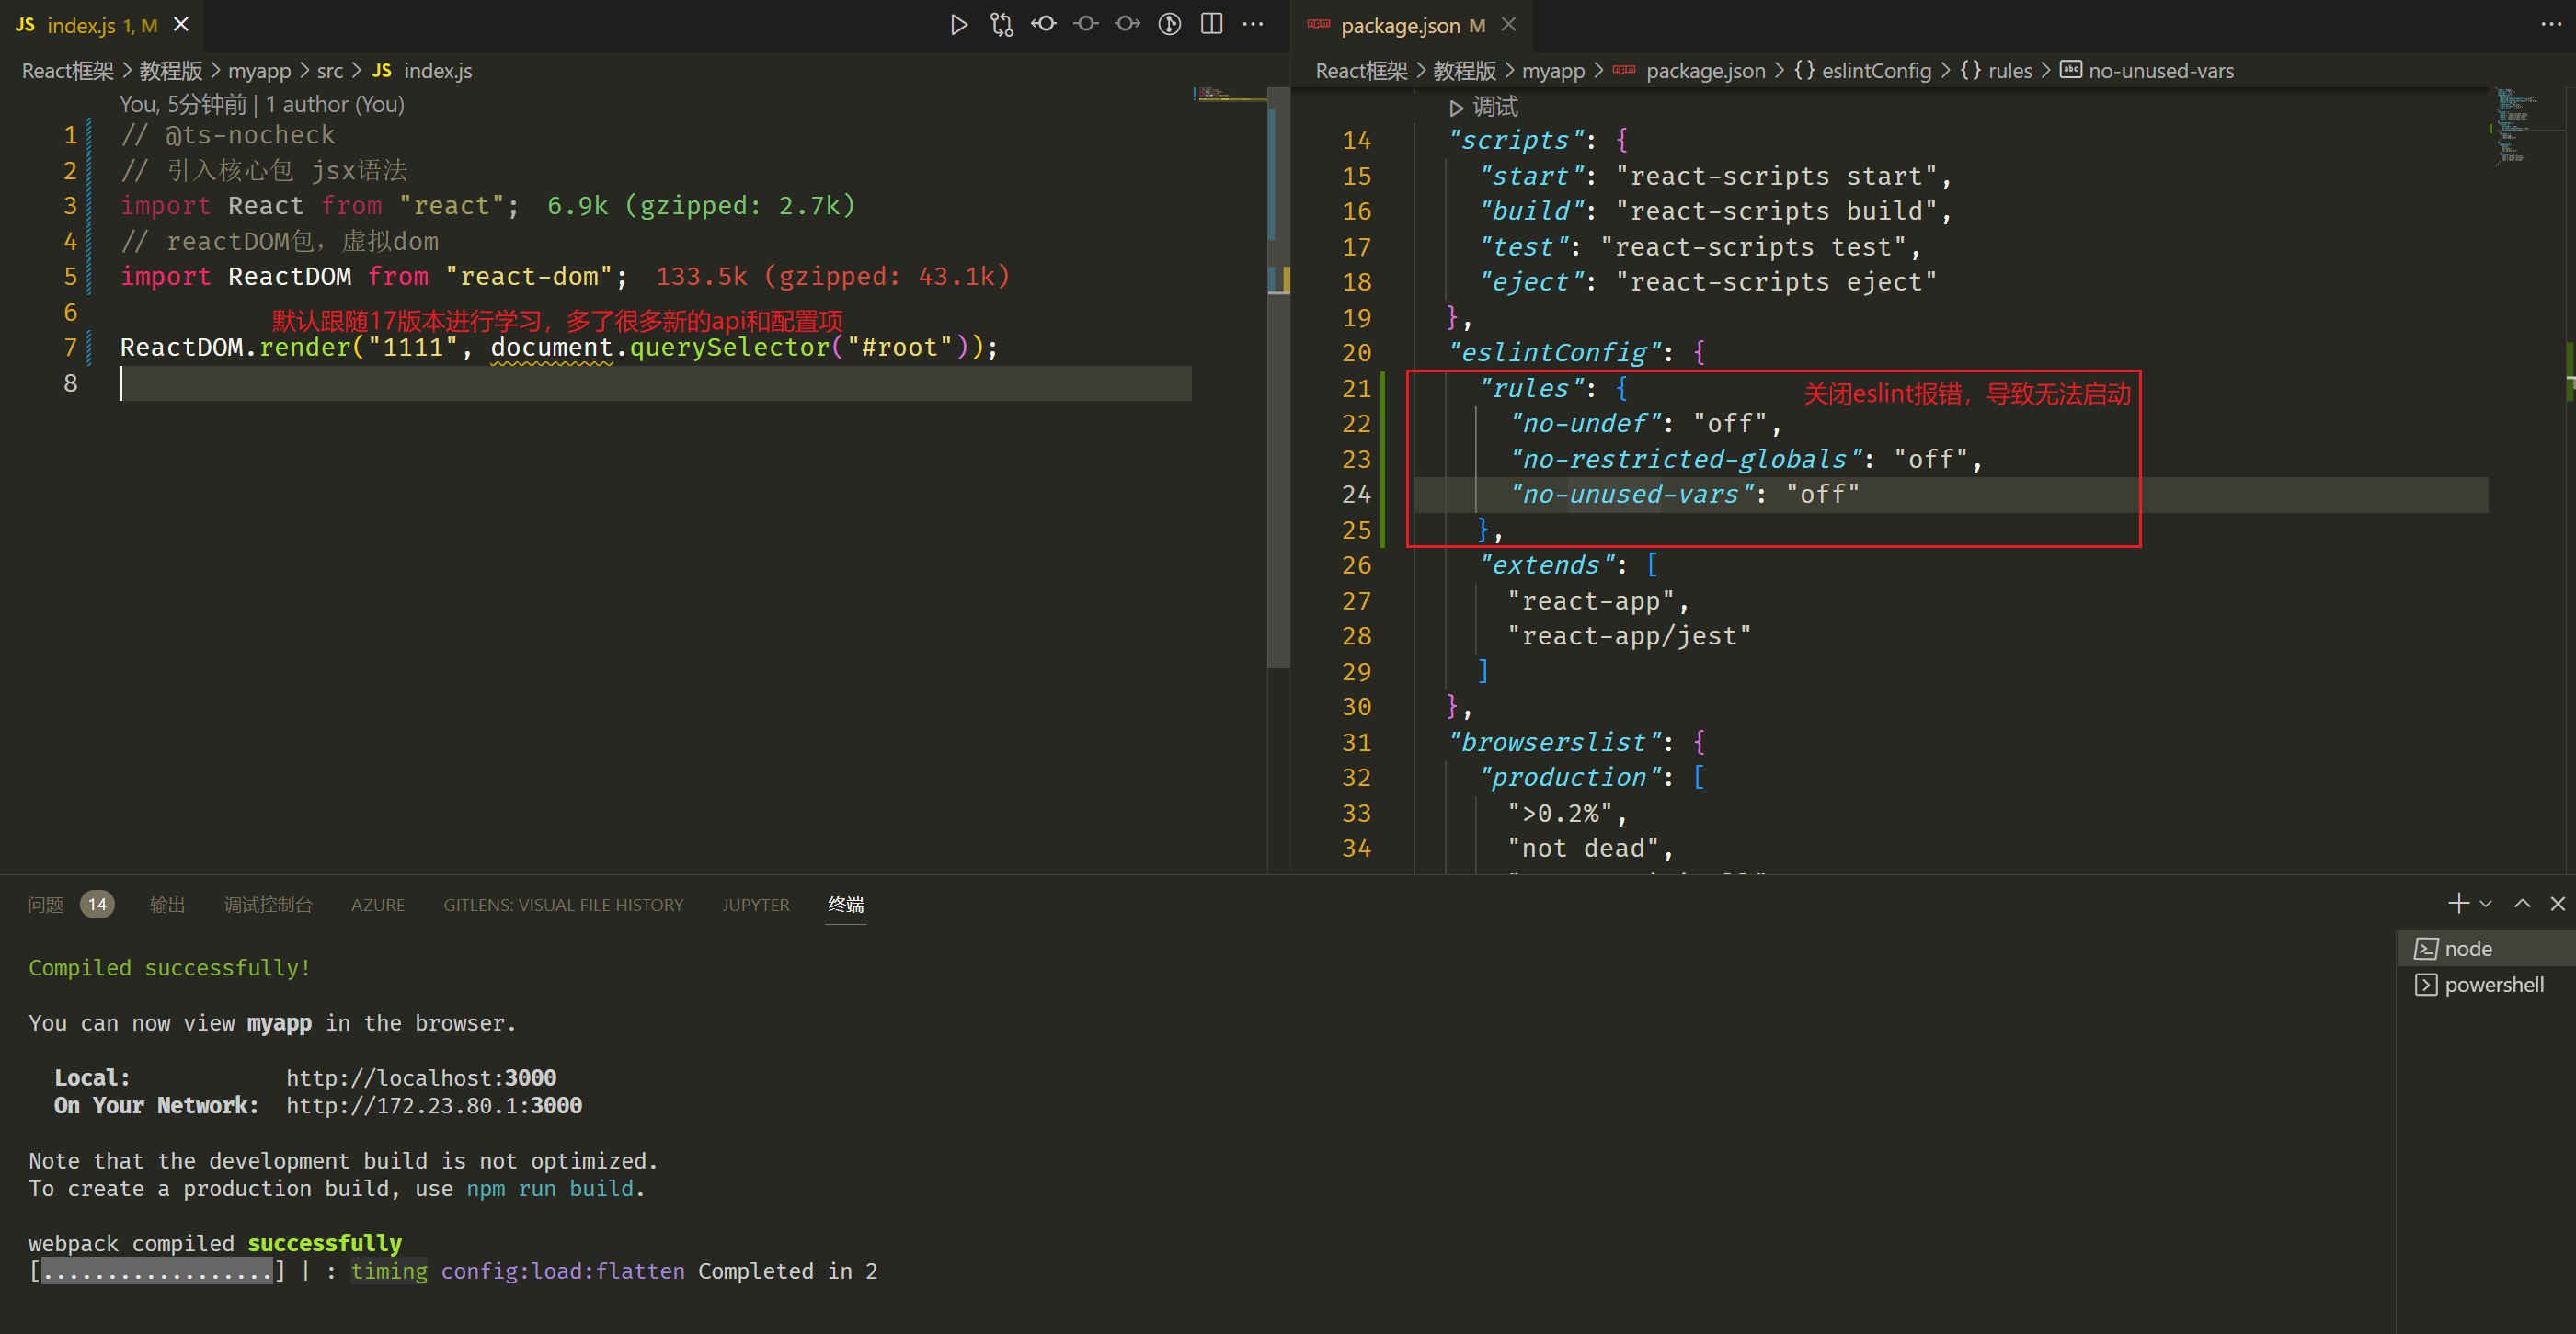 JS index.js 1, M
React框架 > 教程版 > myapp > src > JS index.js
You, 5分钟前 | 1 author (You)
1 // @ts-nocheck
2 // 引入核心包 jsx语法
3 import React from "react"; 6.9k (gzipped: 2.7k)
4 // reactDOM包，虚拟dom
5 import ReactDOM from "react-dom"; 133.5k (gzipped: 43.1k)
6
默认跟随17版本进行学习，多了很多新的api和配置项
7 ReactDOM.render("1111", document.querySelector("#root"));
8
package.json M
React框架 > 教程版 > myapp > package.json > {} eslintConfig > {} rules > abc no-unused-vars
调试
14 "scripts": {
15 "start": "react-scripts start",
16 "build": "react-scripts build",
17 "test": "react-scripts test",
18 "eject": "react-scripts eject"
19 },
20 "eslintConfig": {
21 "rules": { 关闭eslint报错，导致无法启动
22 "no-undef": "off",
23 "no-restricted-globals": "off",
24 "no-unused-vars": "off"
25 },
26 "extends": [
27 "react-app",
28 "react-app/jest"
29 ]
30 },
31 "browserslist": {
32 "production": [
33 ">0.2%",
34 "not dead",
问题 14 输出 调试控制台 AZURE GITLENS: VISUAL FILE HISTORY JUPYTER 终端
Compiled successfully!
You can now view myapp in the browser.
Local: http://localhost:3000
On Your Network: http://172.23.80.1:3000
Note that the development build is not optimized.
To create a production build, use npm run build.
webpack compiled successfully
[..................] | : timing config:load:flatten Completed in 2
node
powershell